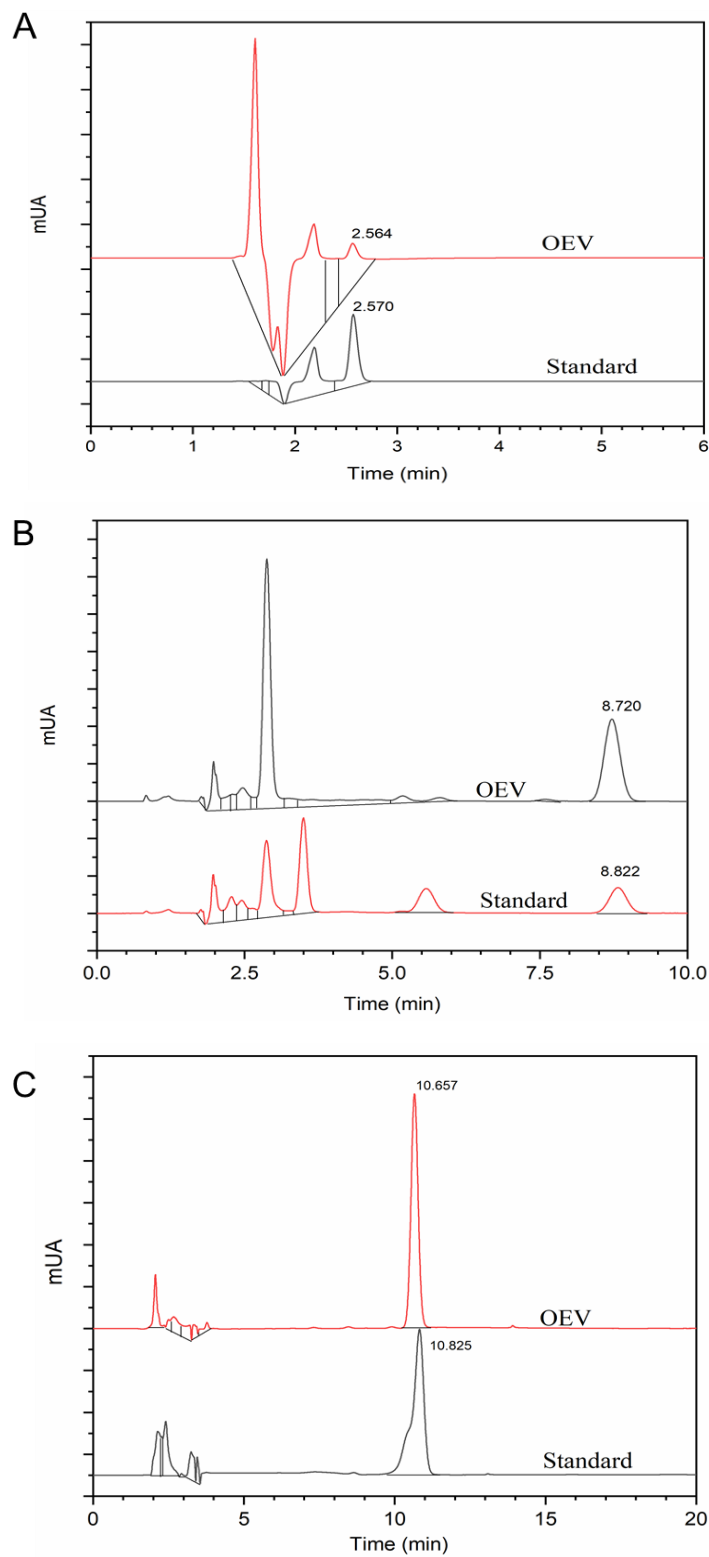 A
mUA
2.564
OEV
2.570
Standard
0 1 2 3 4 5 6
Time (min)
B
mUA
8.720
OEV
8.822
Standard
0.0 2.5 5.0 7.5 10.0
Time (min)
C
mUA
10.657
OEV
10.825
Standard
0 5 10 15 20
Time (min)